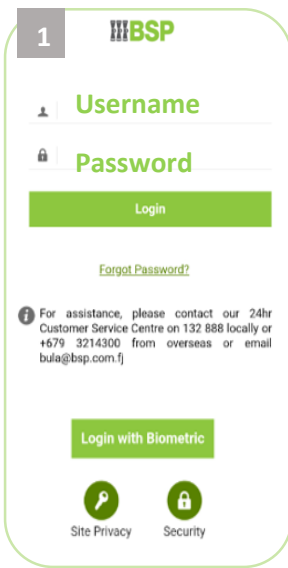 1
BSP
Username
Password
Login
Forgot Password?
For assistance, please contact our 24hr
Customer Service Centre on 132 888 locally or
+679 3214300 from overseas or email
bula@bsp.com.fj
Login with Biometric
Site Privacy
Security